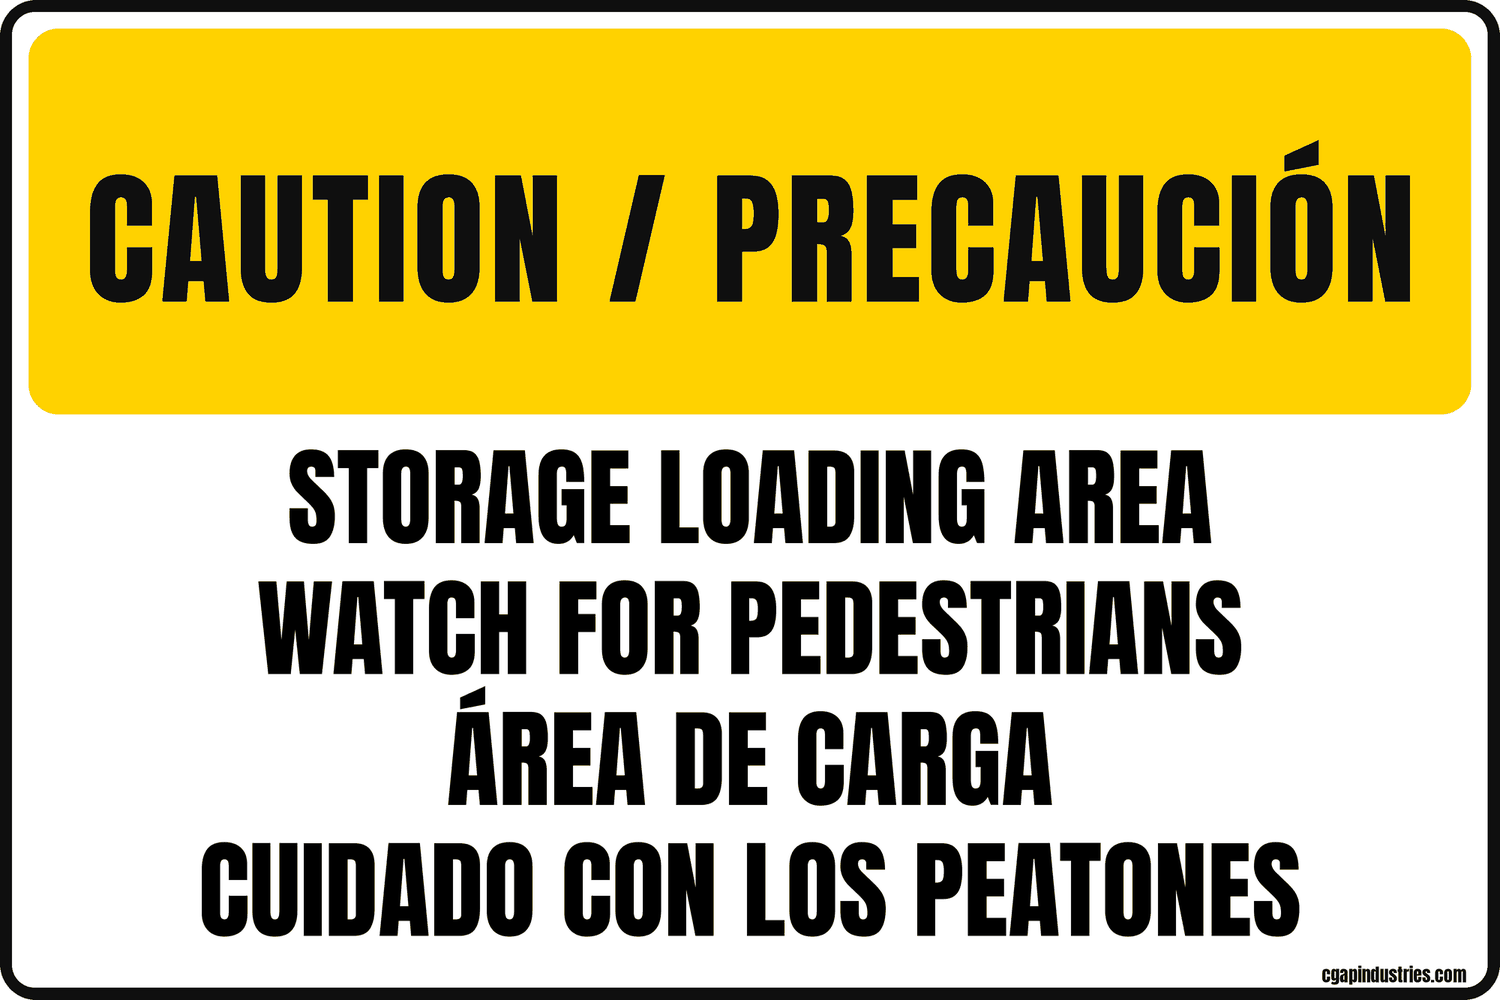 CAUTION / PRECAUCIÓN
STORAGE LOADING AREA
WATCH FOR PEDESTRIANS
ÁREA DE CARGA
CUIDADO CON LOS PEATONES
cgapindustries.com